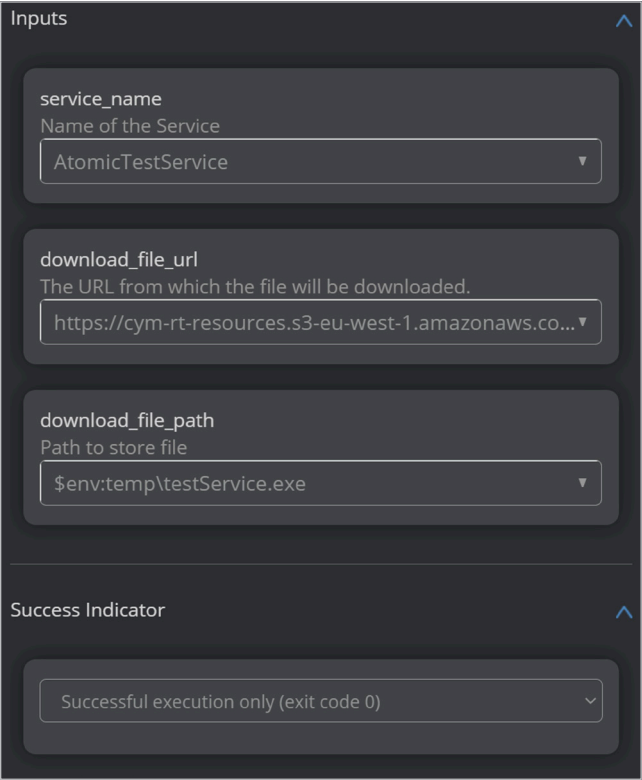 Inputs
service_name
Name of the Service
AtomicTestService
download_file_url
The URL from which the file will be downloaded.
https://cym-rt-resources.s3-eu-west-1.amazonaws.co...
download_file_path
Path to store file
$env:temp\testService.exe
Success Indicator
Successful execution only (exit code 0)